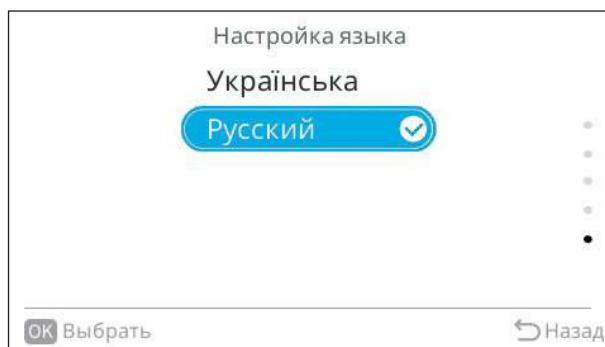 Настройка языка
Українська
Русский
OK Выбрать
Назад